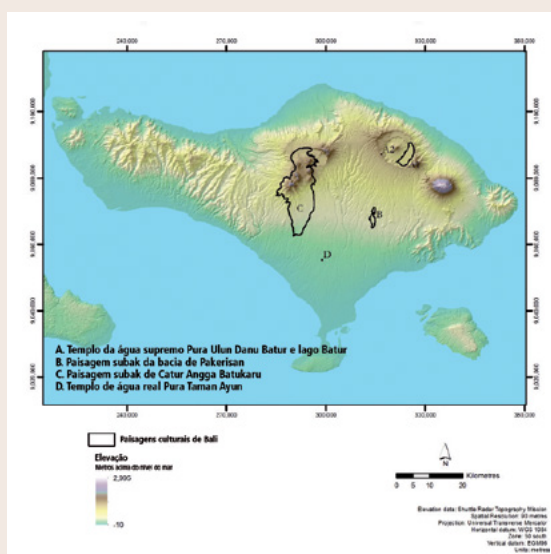 240,000 270,000 300,000 330,000 360,000
A
C
B
D
A. Templo da água supremo Pura Ulun Danu Batur e lago Batur
B. Paisagem subak da bacia de Pakerisan
C. Paisagem subak de Catur Angga Batukaru
D. Templo de água real Pura Taman Ayun
240,000 270,000 300,000 330,000 360,000
Paisagens culturais de Bali
Elevação
Metros acima do nível do mar
-10
N
Kilometres
0 5 10 20
Elevation data: Shuttle Radar Topography Mission
Spatial Resolution: 90 metres
Projection: Universal Transverse Mercator
Horizontal datum: WGS 1984
Zone: 50 south
Vertical datum: EGM96
Units: metres